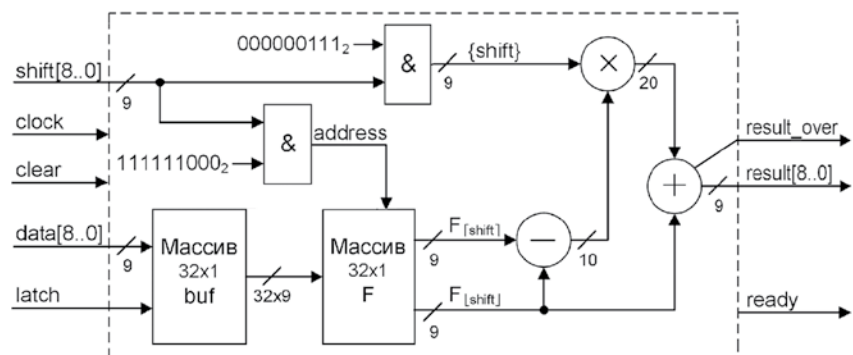 000000111₂
&
{shift}
9
×
20
shift[8..0]
9
clock
clear
&
address
111111000₂
result_over
+
result[8..0]
9
data[8..0]
9
latch
Массив
32x1
buf
32x9
Массив
32x1
F
F⌈shift⌉
9
−
10
F⌊shift⌋
9
ready